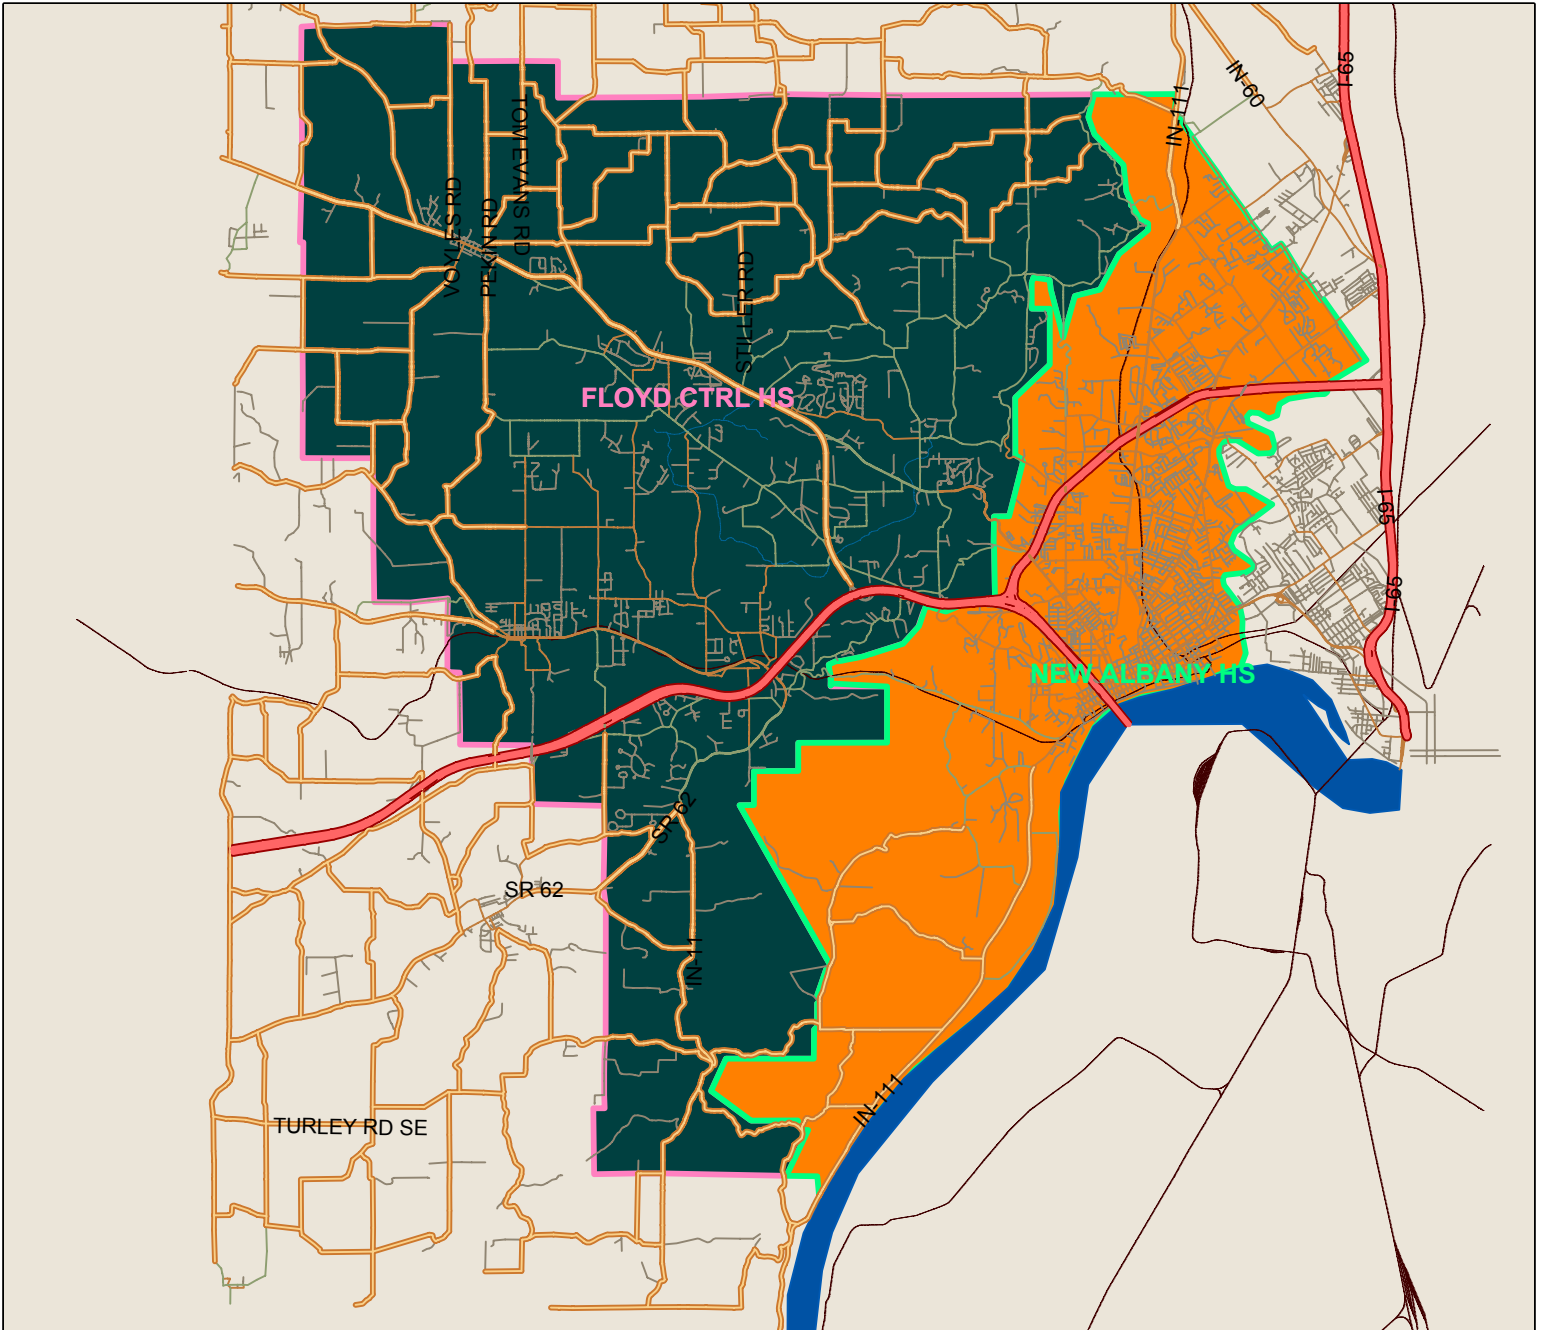 I-65
IN-60
IN-111
TOM EVANS RD
VOYLES RD
PEKIN RD
STILLER RD
FLOYD CTRL HS
I-65
I-65
NEW ALBANY HS
SR 62
SR 62
IN-11
IN-111
TURLEY RD SE